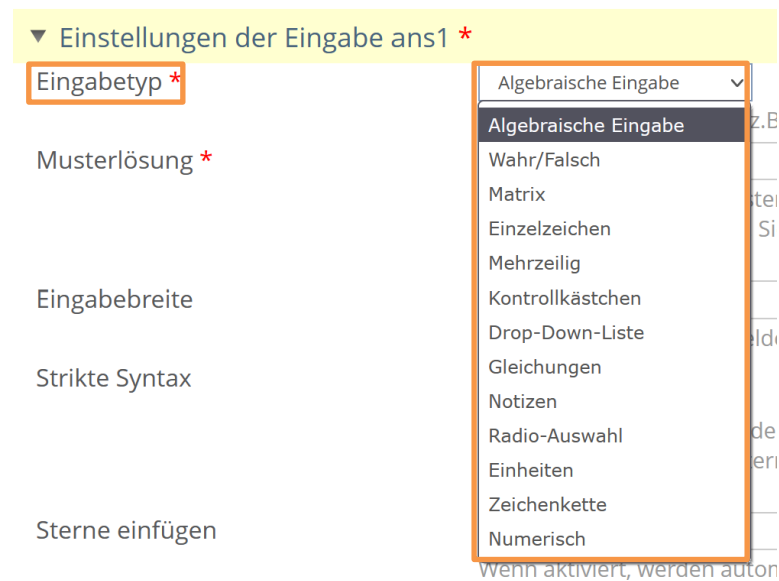 Einstellungen der Eingabe ans1 *
Eingabetyp *
Algebraische Eingabe
Algebraische Eingabe
Wahr/Falsch
Musterlösung *
Matrix
Einzelzeichen
Mehrzeilig
Eingabebreite
Kontrollkästchen
Drop-Down-Liste
Strikte Syntax
Gleichungen
Notizen
Radio-Auswahl
Einheiten
Zeichenkette
Sterne einfügen
Numerisch
Wenn aktiviert, werden